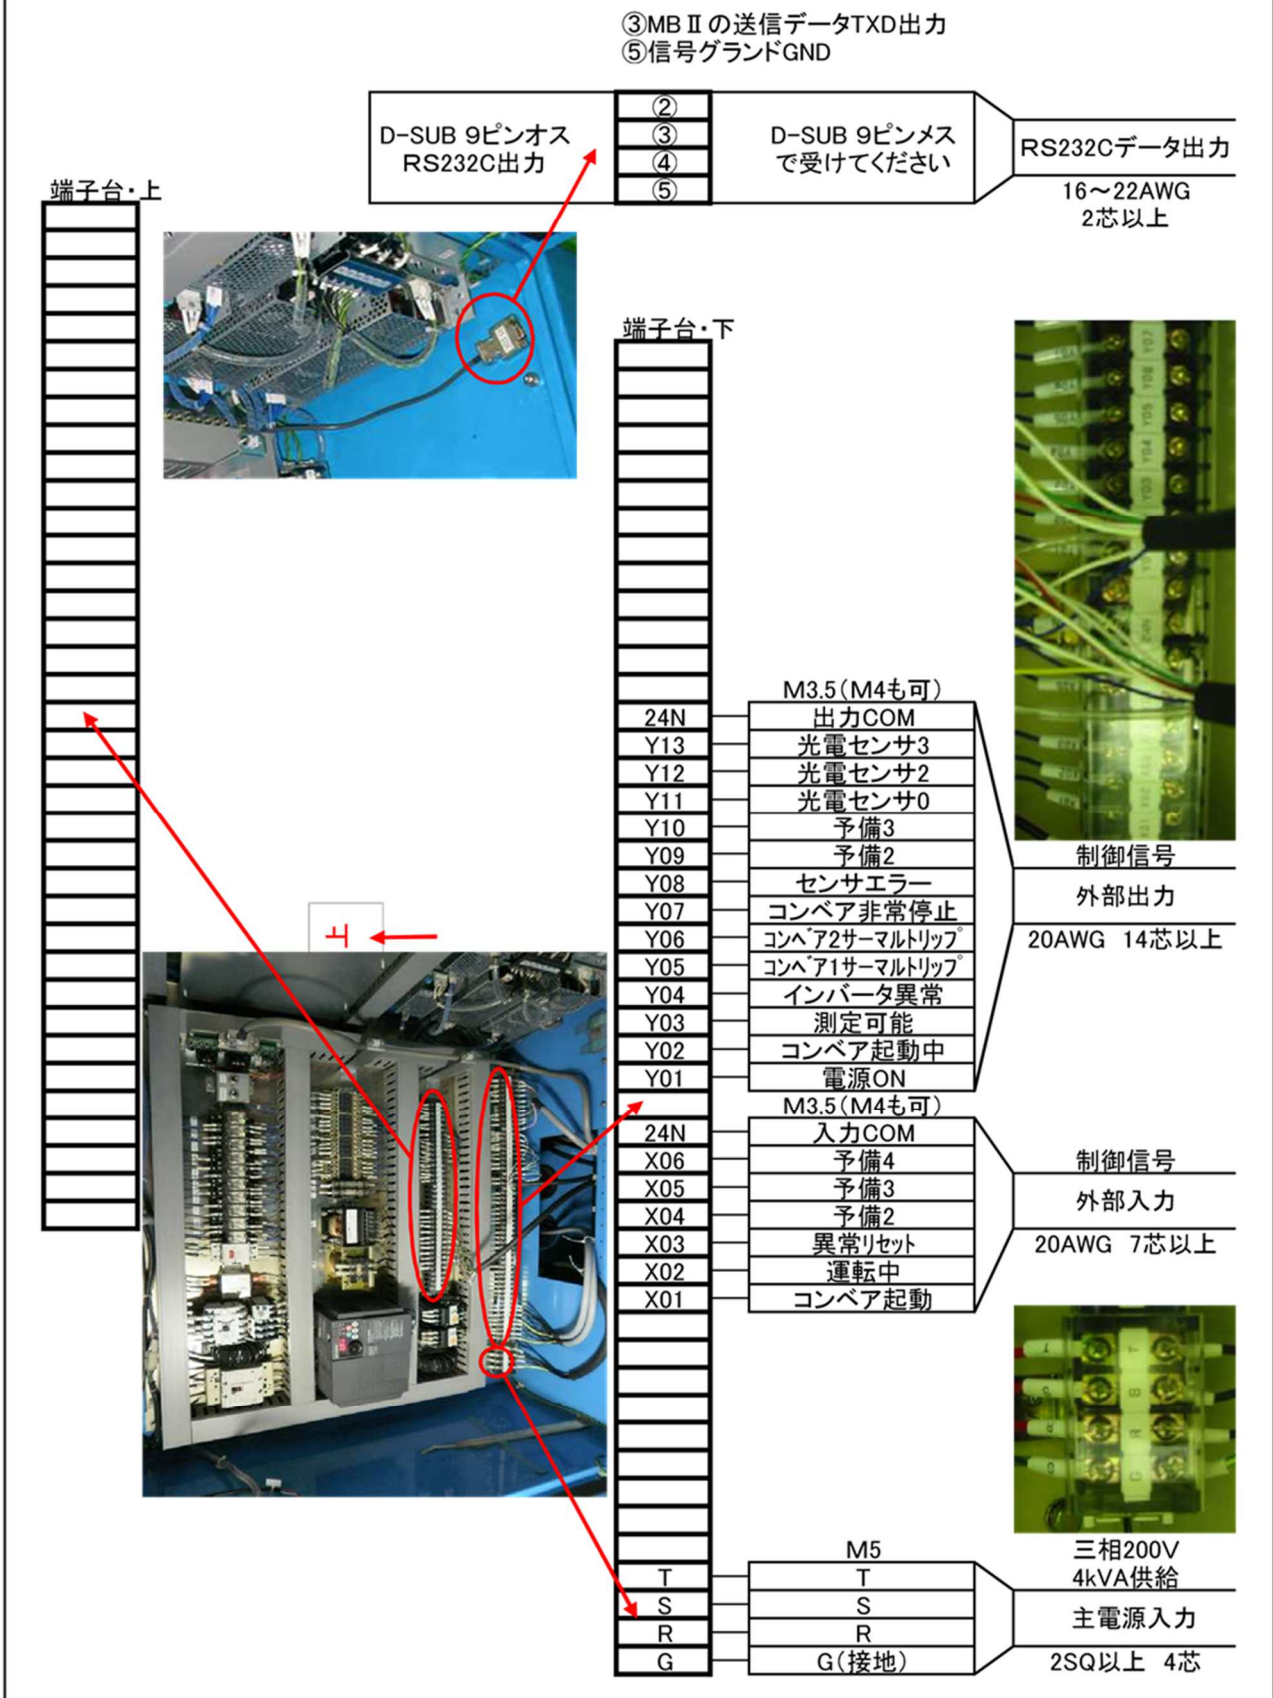 ③MBⅡの送信データTXD出力
⑤信号グランドGND
D-SUB 9ピンオス
RS232C出力
②
③
④
⑤
D-SUB 9ピンメス
で受けてください
RS232Cデータ出力
16～22AWG
2芯以上
端子台・上
端子台・下
M3.5(M4も可)
24N 出力COM
Y13 光電センサ3
Y12 光電センサ2
Y11 光電センサ0
Y10 予備3
Y09 予備2
Y08 センサエラー
Y07 コンベア非常停止
Y06 コンベア2サーマルトリップ
Y05 コンベア1サーマルトリップ
Y04 インバータ異常
Y03 測定可能
Y02 コンベア起動中
Y01 電源ON
制御信号
外部出力
20AWG 14芯以上
上
M3.5(M4も可)
24N 入力COM
X06 予備4
X05 予備3
X04 予備2
X03 異常リセット
X02 運転中
X01 コンベア起動
制御信号
外部入力
20AWG 7芯以上
T
S
R
G
M5
T T
S S
R R
G G(接地)
三相200V
4kVA供給
主電源入力
2SQ以上 4芯